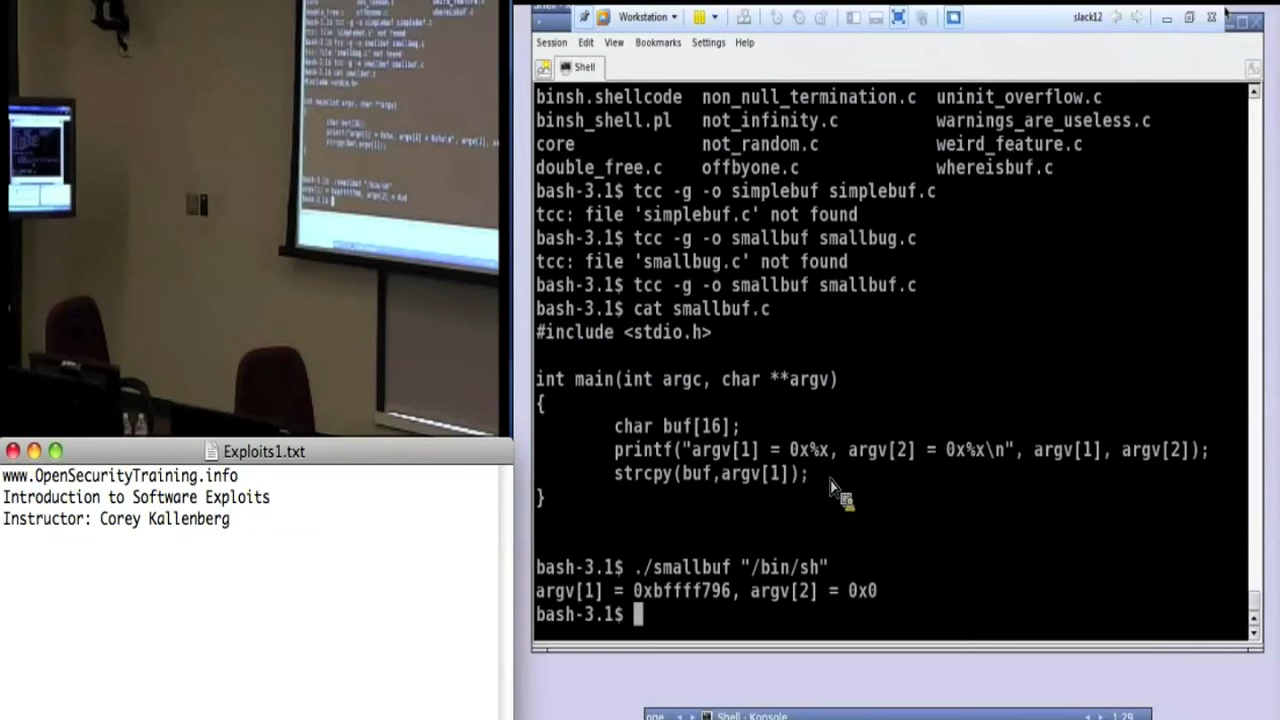 Workstation
slack12
Session Edit View Bookmarks Settings Help
Shell
binsh.shellcode non_null_termination.c uninit_overflow.c
binsh_shell.pl not_infinity.c warnings_are_useless.c
core not_random.c weird_feature.c
double_free.c offbyone.c whereisbuf.c
bash-3.1$ tcc -g -o simplebuf simplebuf.c
tcc: file 'simplebuf.c' not found
bash-3.1$ tcc -g -o smallbuf smallbug.c
tcc: file 'smallbug.c' not found
bash-3.1$ tcc -g -o smallbuf smallbuf.c
bash-3.1$ cat smallbuf.c
#include <stdio.h>
int main(int argc, char **argv)
{
char buf[16];
printf("argv[1] = 0x%x, argv[2] = 0x%x\n", argv[1], argv[2]);
strcpy(buf,argv[1]);
}
bash-3.1$ ./smallbuf "/bin/sh"
argv[1] = 0xbffff796, argv[2] = 0x0
bash-3.1$
Exploits1.txt
www.OpenSecurityTraining.info
Introduction to Software Exploits
Instructor: Corey Kallenberg
Shell - Konsole
1:29